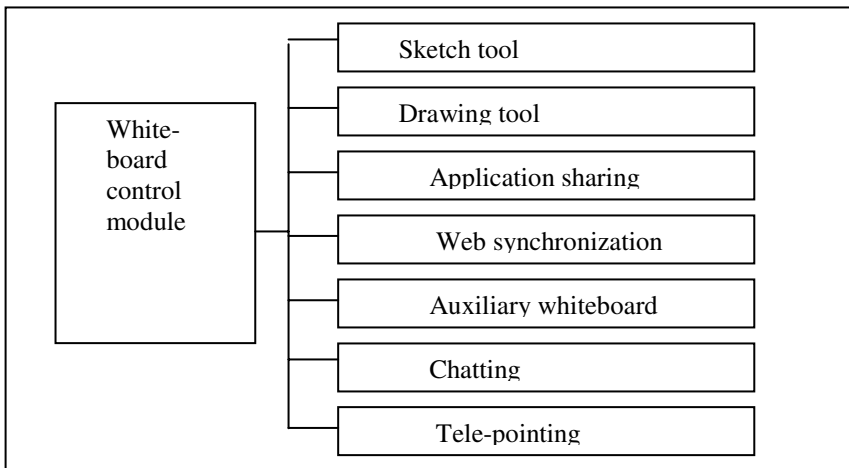 White-
board
control
module
Sketch tool
Drawing tool
Application sharing
Web synchronization
Auxiliary whiteboard
Chatting
Tele-pointing